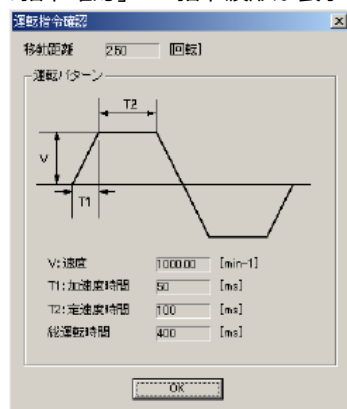 運転指令確認
移動距離 2.50 [回転]
運転パターン
T2
V
T1
V:速度 1000.00 [min-1]
T1:加速度時間 50 [ms]
T2:定速度時間 100 [ms]
総運転時間 400 [ms]
OK